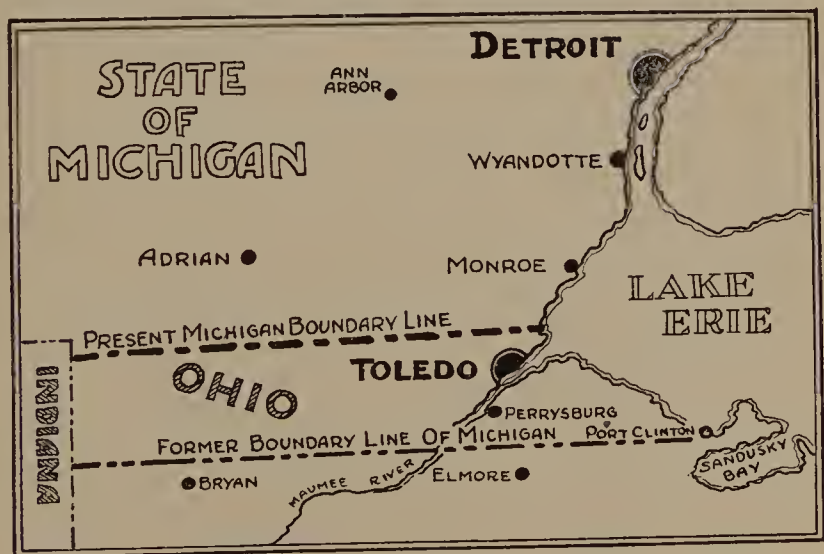 DETROIT
STATE
OF
MICHIGAN
ANN
ARBOR
WYANDOTTE
ADRIAN
MONROE
LAKE
ERIE
PRESENT MICHIGAN BOUNDARY LINE
INDIANA
OHIO
TOLEDO
PERRYSBURG
FORMER BOUNDARY LINE OF MICHIGAN
PORT CLINTON
SANDUSKY
BAY
BRYAN
MAUMEE RIVER
ELMORE